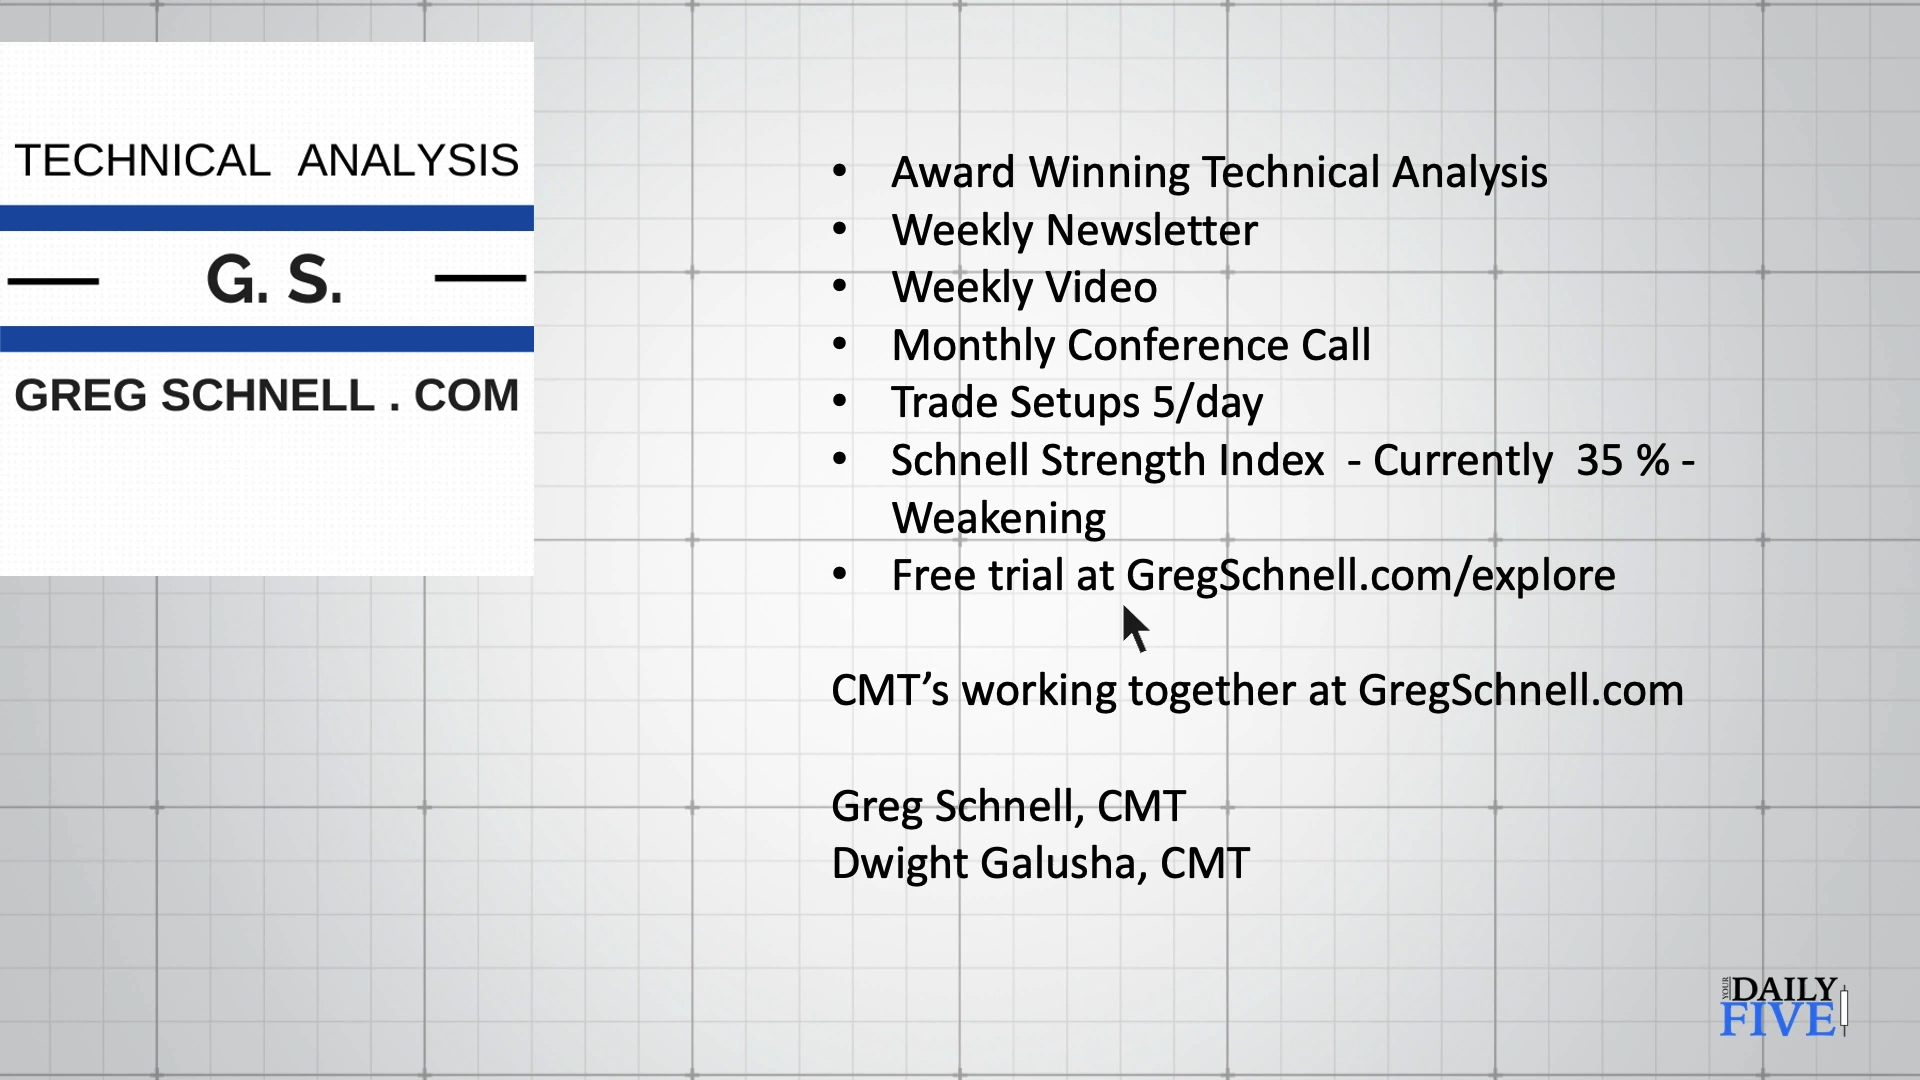 TECHNICAL ANALYSIS
G. S.
GREG SCHNELL . COM
• Award Winning Technical Analysis
• Weekly Newsletter
• Weekly Video
• Monthly Conference Call
• Trade Setups 5/day
• Schnell Strength Index - Currently 35 % -
Weakening
• Free trial at GregSchnell.com/explore
CMT’s working together at GregSchnell.com
Greg Schnell, CMT
Dwight Galusha, CMT
YOUR
DAILY
FIVE